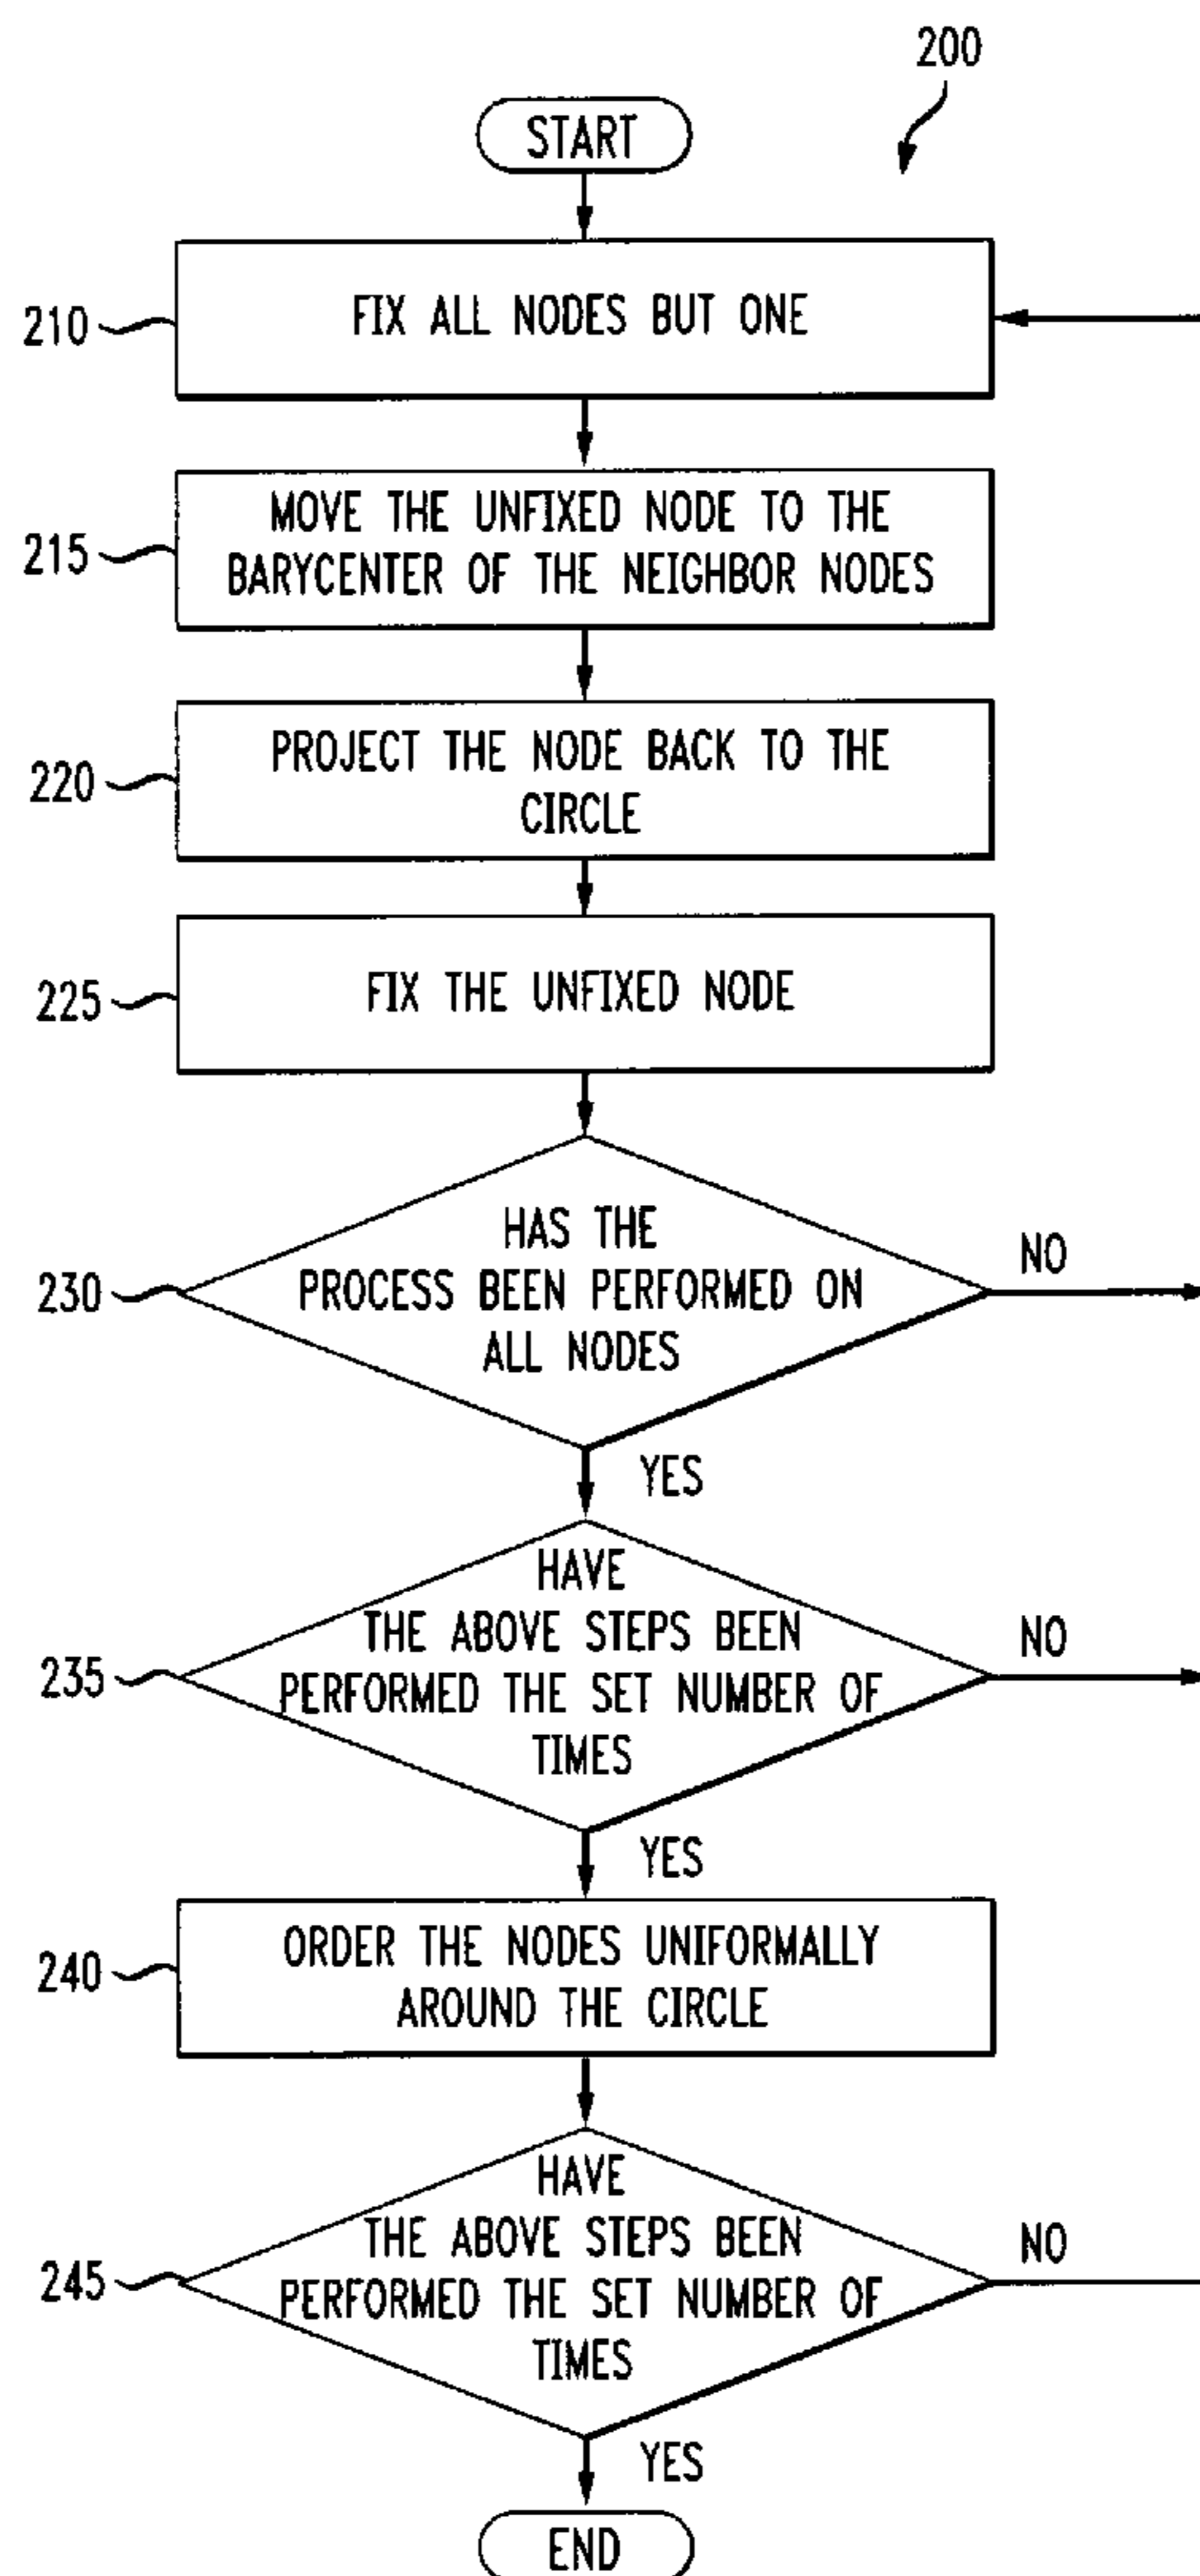 200
START
210
FIX ALL NODES BUT ONE
215
MOVE THE UNFIXED NODE TO THE
BARYCENTER OF THE NEIGHBOR NODES
220
PROJECT THE NODE BACK TO THE
CIRCLE
225
FIX THE UNFIXED NODE
230
HAS THE
PROCESS BEEN PERFORMED ON
ALL NODES
NO
YES
235
HAVE
THE ABOVE STEPS BEEN
PERFORMED THE SET NUMBER OF
TIMES
NO
YES
240
ORDER THE NODES UNIFORMALLY
AROUND THE CIRCLE
245
HAVE
THE ABOVE STEPS BEEN
PERFORMED THE SET NUMBER OF
TIMES
NO
YES
END